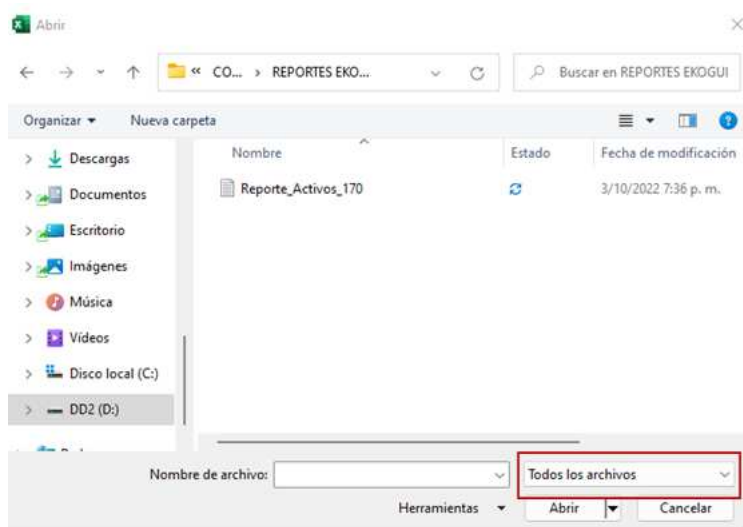 Abrir
« CO... > REPORTES EKO...
Buscar en REPORTES EKOGUI
Organizar
Nueva carpeta
Nombre
Estado
Fecha de modificación
Descargas
Reporte_Activos_170
3/10/2022 7:36 p. m.
Documentos
Escritorio
Imágenes
Música
Vídeos
Disco local (C:)
DD2 (D:)
Nombre de archivo:
Todos los archivos
Herramientas
Abrir
Cancelar